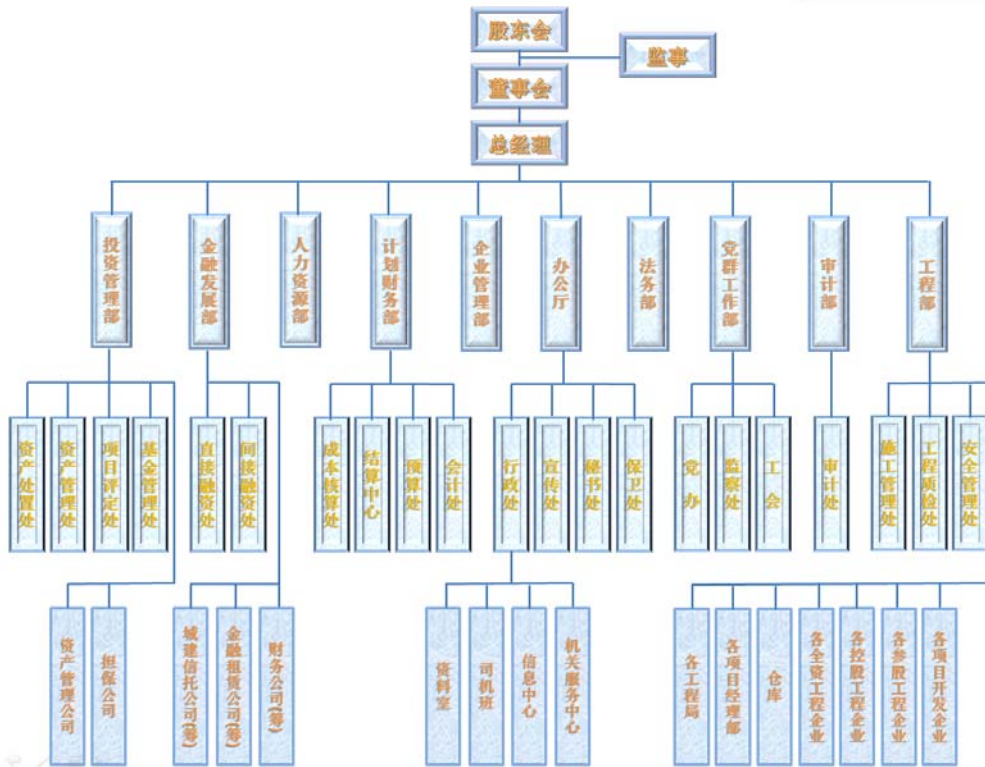 股东会
监事
董事会
总经理
投资管理部
金融发展部
人力资源部
计划财务部
企业管理部
办公厅
法务部
党群工作部
审计部
工程部
资产处置处
资产管理处
项目评定处
基金管理处
直接融资处
间接融资处
成本核算处
结算中心
预算处
会计处
行政处
宣传处
秘书处
保卫处
党办
监察处
工会
审计处
施工管理处
工程质检处
安全管理处
资产管理公司
担保公司
城建信托公司(筹)
金融租赁公司(筹)
财务公司(筹)
资料室
司机班
信息中心
机关服务中心
各工程局
各项目经理部
仓库
各全资工程企业
各控股工程企业
各参股工程企业
各项目开发企业